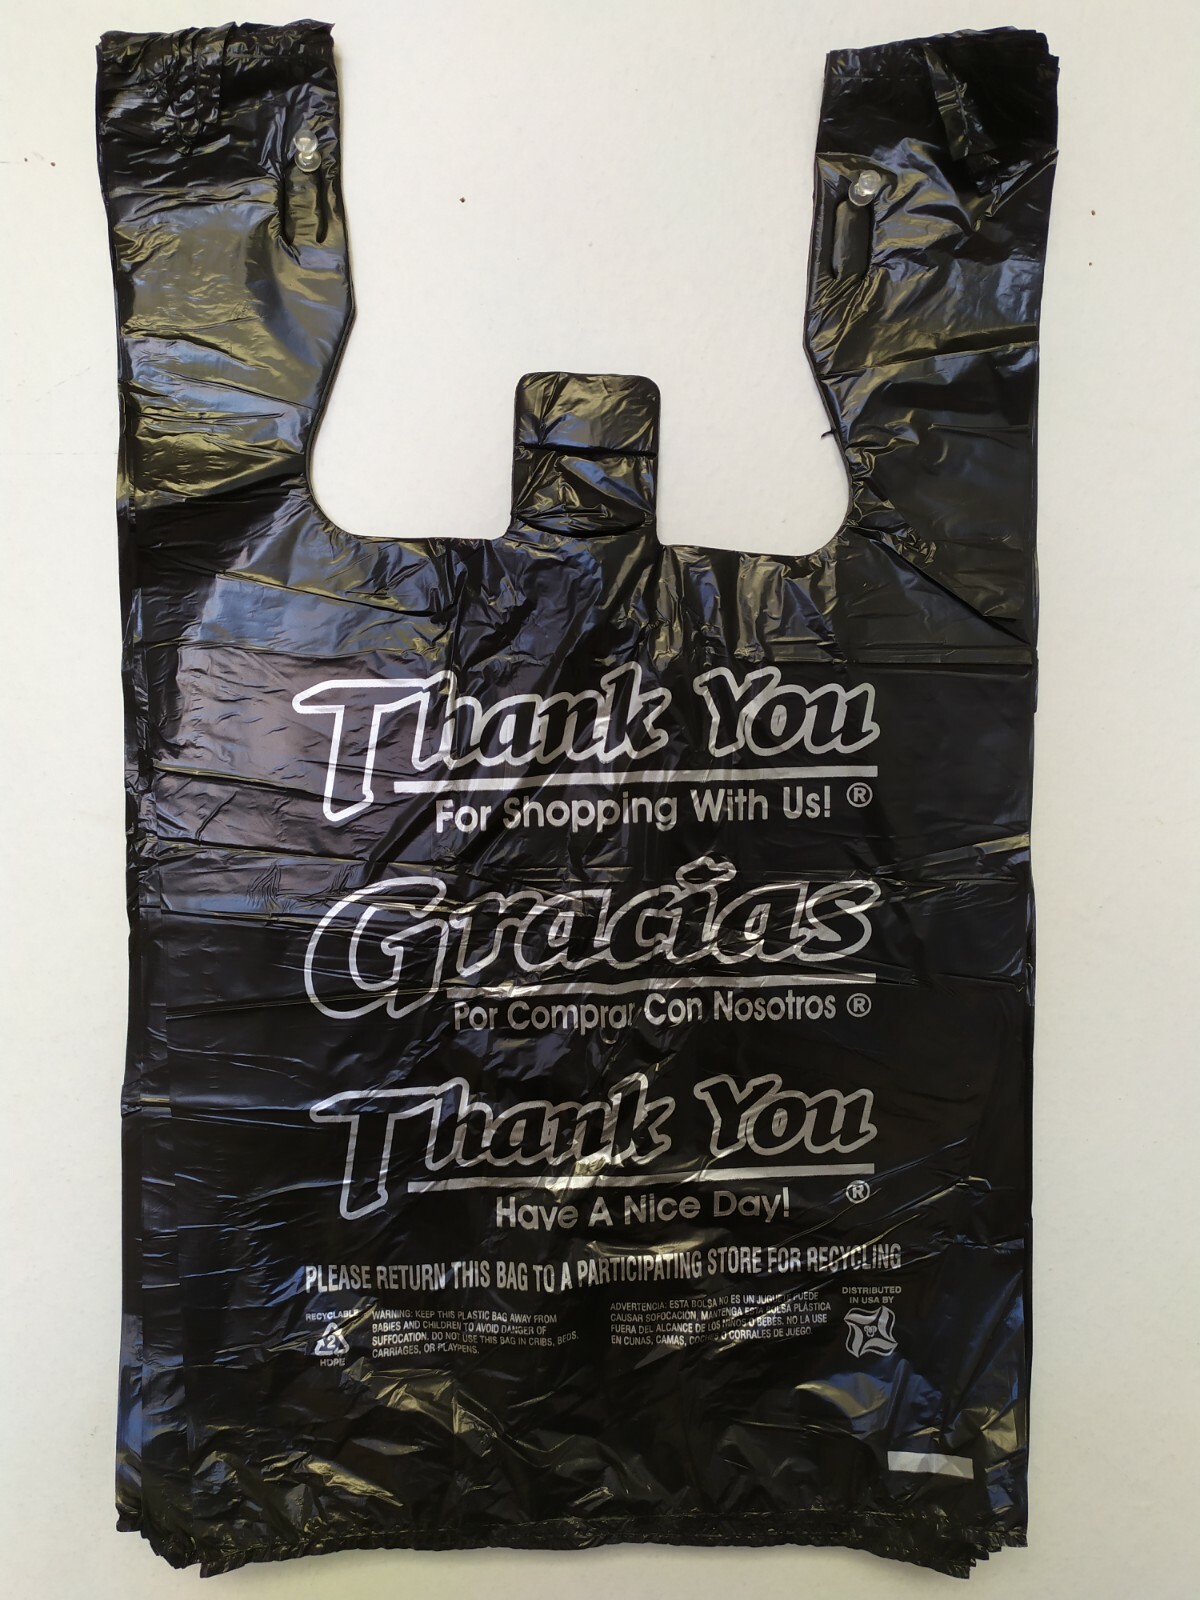 Thank You
For Shopping With Us! ®
Gracias
Por Comprar Con Nosotros ®
Thank You
Have A Nice Day! ®
PLEASE RETURN THIS BAG TO A PARTICIPATING STORE FOR RECYCLING
RECYCLABLE
2
HDPE
WARNING: KEEP THIS PLASTIC BAG AWAY FROM
BABIES AND CHILDREN TO AVOID DANGER OF
SUFFOCATION. DO NOT USE THIS BAG IN CRIBS, BEDS,
CARRIAGES, OR PLAYPENS.
ADVERTENCIA: ESTA BOLSA NO ES UN JUGUETE PUEDE
CAUSAR SOFOCACION, MANTENGA ESTA BOLSA PLÁSTICA
FUERA DEL ALCANCE DE LOS NIÑOS O BEBES. NO LA USE
EN CUNAS, CAMAS, COCHES O CORRALES DE JUEGO.
DISTRIBUTED
IN USA BY